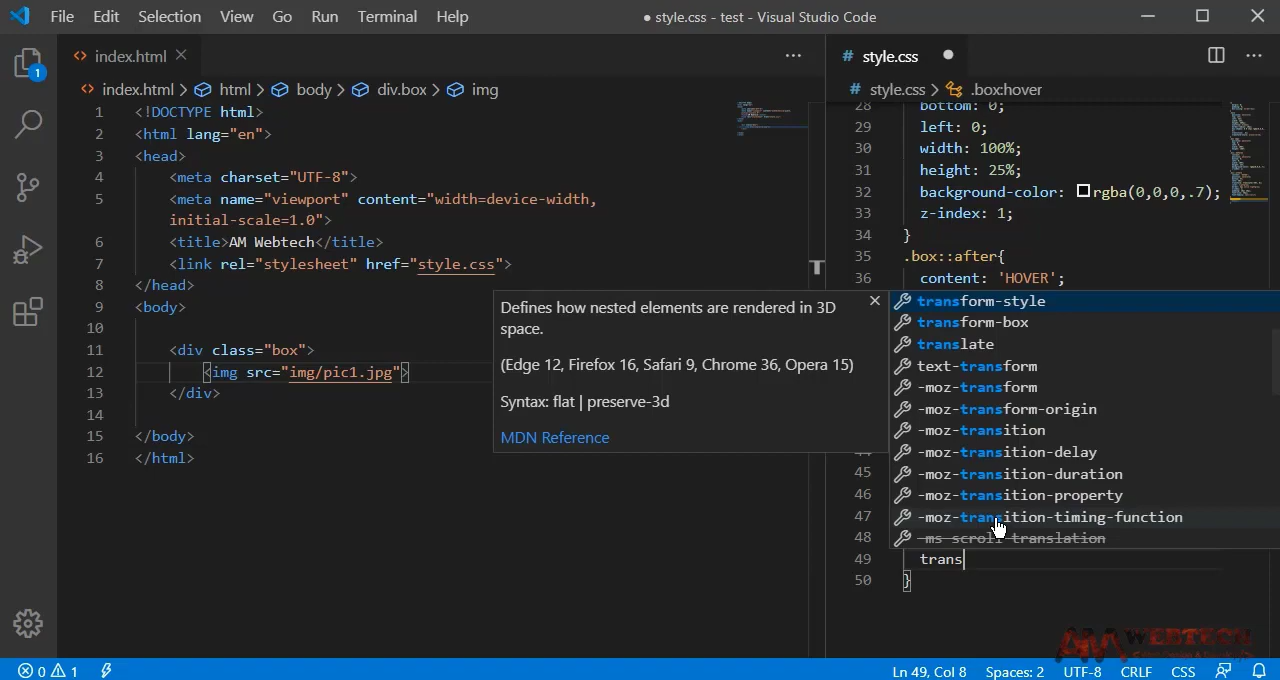 File Edit Selection View Go Run Terminal Help
● style.css - test - Visual Studio Code
1
index.html
style.css
index.html > html > body > div.box > img
style.css > .box:hover
1 <!DOCTYPE html>
2 <html lang="en">
3 <head>
4 <meta charset="UTF-8">
5 <meta name="viewport" content="width=device-width,
initial-scale=1.0">
6 <title>AM Webtech</title>
7 <link rel="stylesheet" href="style.css">
8 </head>
9 <body>
10
11 <div class="box">
12 <img src="img/pic1.jpg">
13 </div>
14
15 </body>
16 </html>
Defines how nested elements are rendered in 3D
space.
(Edge 12, Firefox 16, Safari 9, Chrome 36, Opera 15)
Syntax: flat | preserve-3d
MDN Reference
28 bottom: 0;
29 left: 0;
30 width: 100%;
31 height: 25%;
32 background-color: rgba(0,0,0,.7);
33 z-index: 1;
34 }
35 .box::after{
36 content: 'HOVER';
transform-style
transform-box
translate
text-transform
-moz-transform
-moz-transform-origin
-moz-transition
-moz-transition-delay
45 -moz-transition-duration
46 -moz-transition-property
47 -moz-transition-timing-function
48 -ms-scroll-translation
49 trans
50 }
WEBTECH
0 1
Ln 49, Col 8 Spaces: 2 UTF-8 CRLF CSS